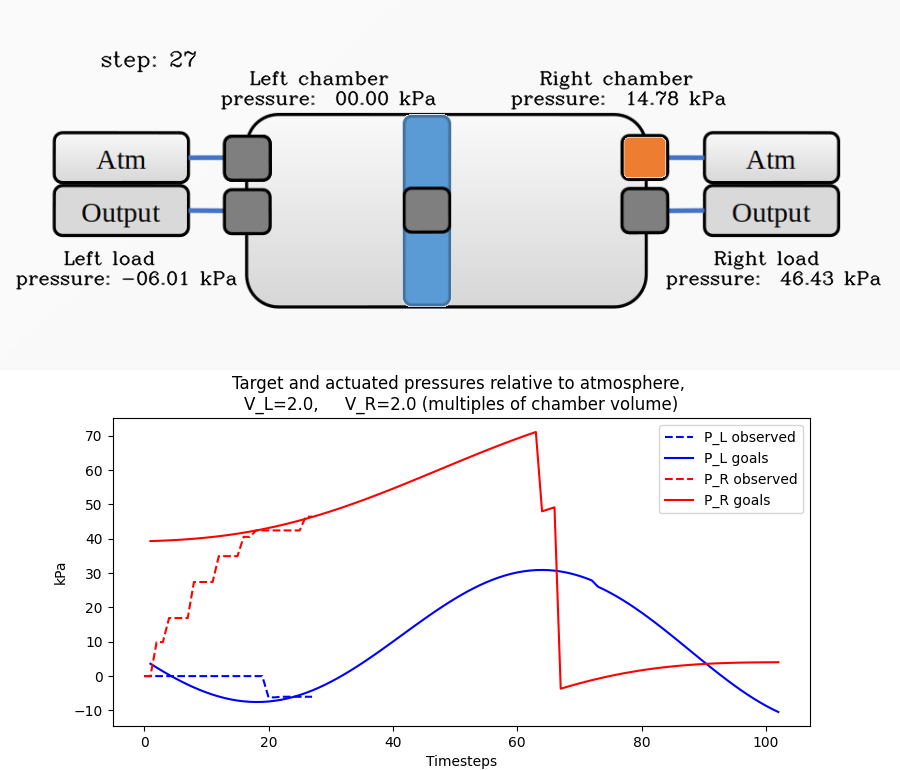 step: 27
Left chamber
pressure: 00.00 kPa
Right chamber
pressure: 14.78 kPa
Atm
Output
Atm
Output
Left load
pressure: -06.01 kPa
Right load
pressure: 46.43 kPa
Target and actuated pressures relative to atmosphere,
V_L=2.0, V_R=2.0 (multiples of chamber volume)
kPa
70
60
50
40
30
20
10
0
−10
P_L observed
P_L goals
P_R observed
P_R goals
0 20 40 60 80 100
Timesteps